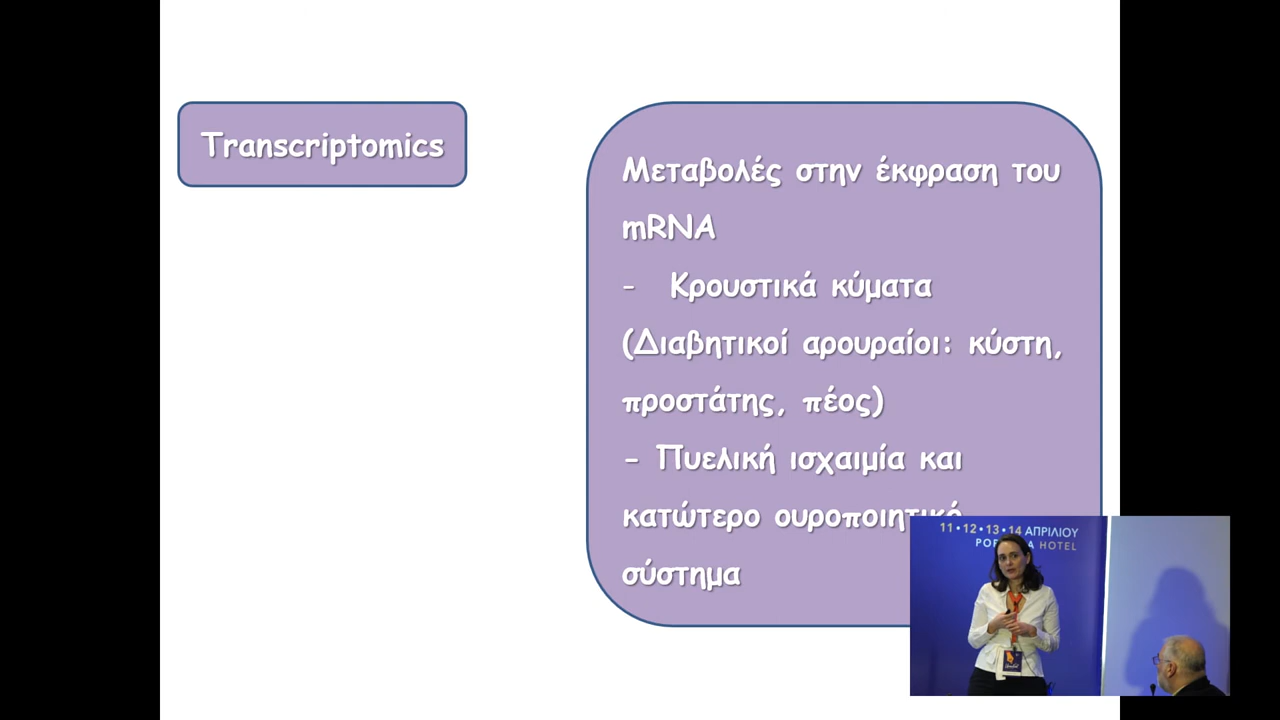 Transcriptomics
Μεταβολές στην έκφραση του
mRNA
- Κρουστικά κύματα
(Διαβητικοί αρουραίοι: κύστη,
προστάτης, πέος)
- Πυελική ισχαιμία και
κατώτερο ουροποιητικό
σύστημα
11•12•13•14 ΑΠΡΙΛΙΟΥ
HOTEL